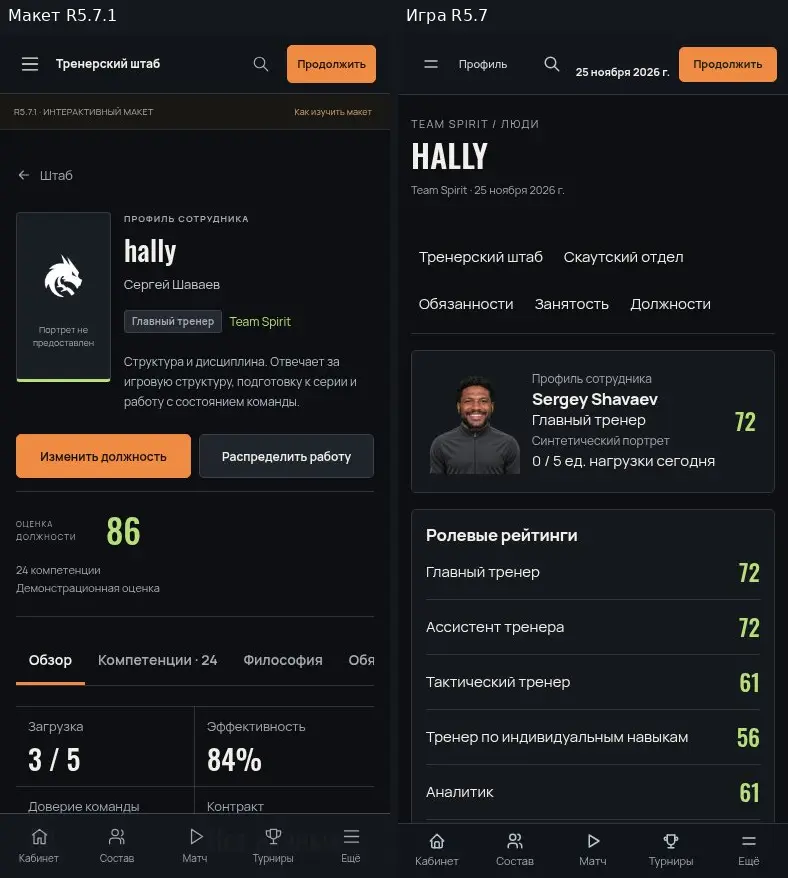 Макет R5.7.1
Тренерский штаб
Продолжить
R5.7.1 · ИНТЕРАКТИВНЫЙ МАКЕТ
Как изучить макет
Штаб
Портрет не
предоставлен
ПРОФИЛЬ СОТРУДНИКА
hally
Сергей Шаваев
Главный тренер
Team Spirit
Структура и дисциплина. Отвечает за
игровую структуру, подготовку к серии и
работу с состоянием команды.
Изменить должность
Распределить работу
ОЦЕНКА
ДОЛЖНОСТИ
86
24 компетенции
Демонстрационная оценка
Обзор
Компетенции · 24
Философия
Обя
Загрузка
3 / 5
Эффективность
84%
Доверие команды
Контракт
Кабинет
Состав
Матч
Турниры
Ещё
Игра R5.7
Профиль
25 ноября 2026 г.
Продолжить
TEAM SPIRIT / ЛЮДИ
HALLY
Team Spirit · 25 ноября 2026 г.
Тренерский штаб
Скаутский отдел
Обязанности
Занятость
Должности
Профиль сотрудника
Sergey Shavaev
Главный тренер
Синтетический портрет
0 / 5 ед. нагрузки сегодня
72
Ролевые рейтинги
Главный тренер 72
Ассистент тренера 72
Тактический тренер 61
Тренер по индивидуальным навыкам 56
Аналитик 61
Кабинет
Состав
Матч
Турниры
Ещё